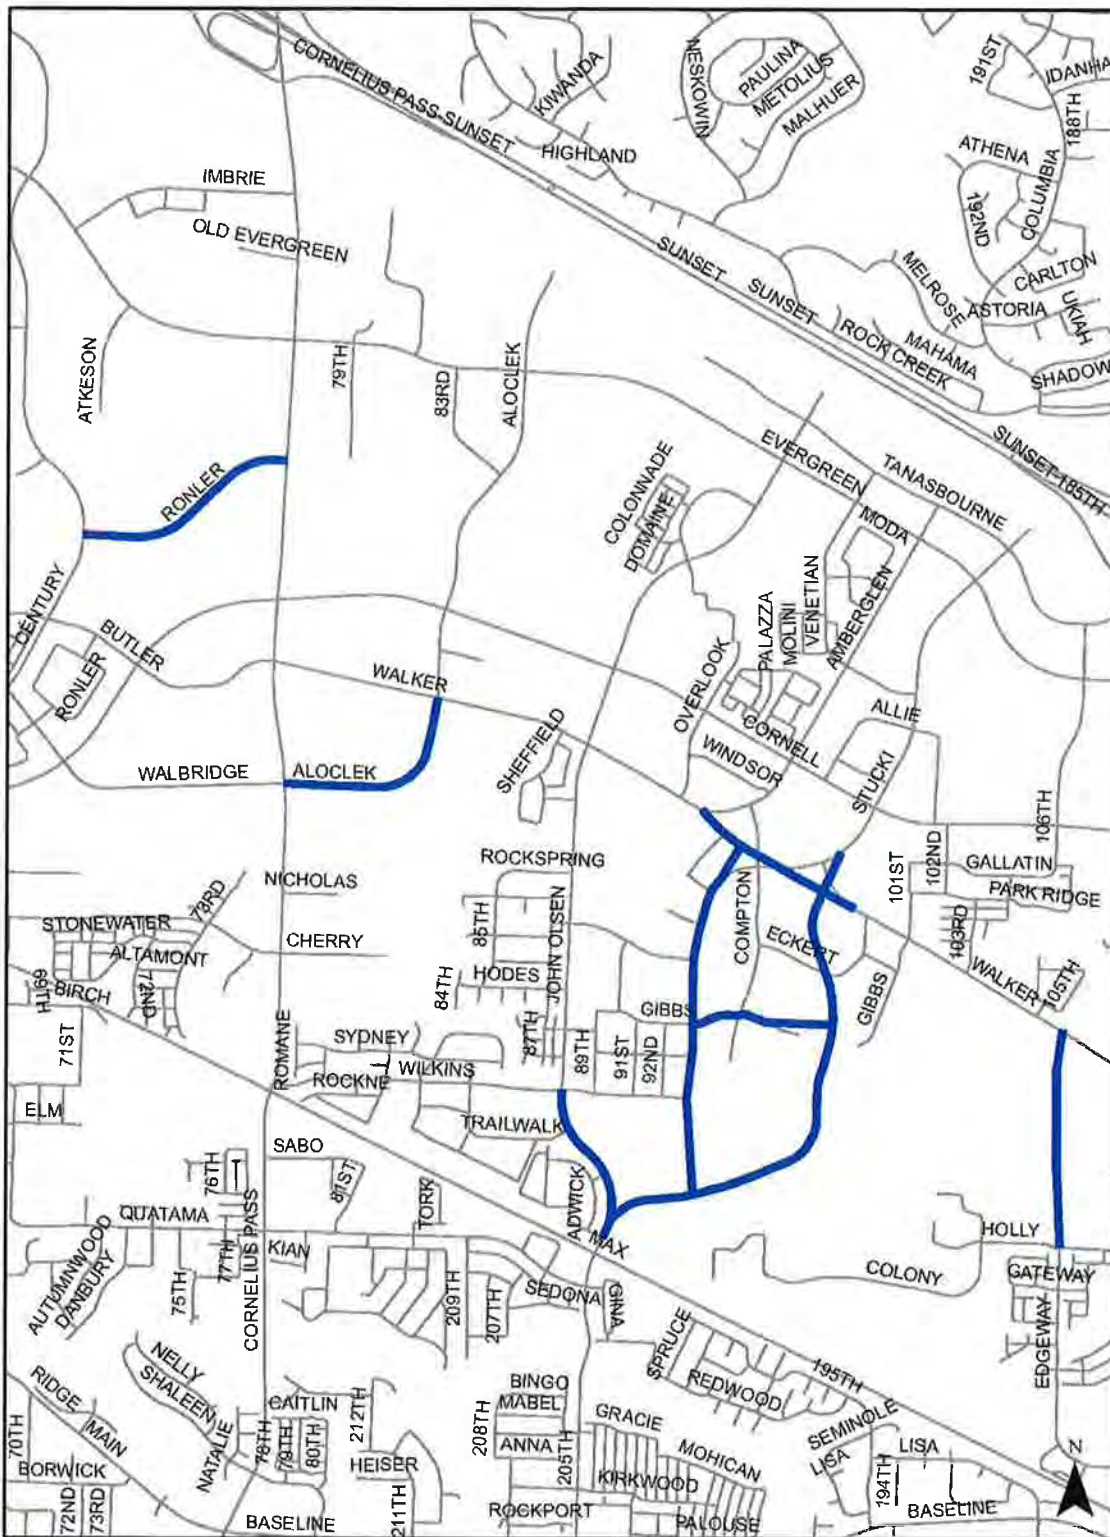 CORNELIUS PASS-SUNSET
KIWANDA
HIGHLAND
NESKOWIN
PAULINA
METOLIUS
MALHUER
191ST
IDANHA
188TH
ATHENA
192ND
COLUMBIA
CARLTON
IMBRIE
OLD EVERGREEN
SUNSET
SUNSET
MELROSE
ASTORIA
UKIAH
MAHAMA
ROCK CREEK
SHADOW
ATKESON
79TH
83RD
ALOCLEK
SUNSET-185TH
EVERGREEN
TANASBOURNE
COLONNADE
DOMAINE
MODA
RONLER
CENTURY
BUTLER
RONLER
VENETIAN
MOLINI
PALAZZA
AMBERGLEN
OVERLOOK
WALKER
ALLIE
CORNELL
WINDSOR
STUCKI
SHEFFIELD
WALBRIDGE
ALOCLEK
106TH
ROCKSPRING
101ST
102ND
GALLATIN
PARK RIDGE
NICHOLAS
73RD
STONEWATER
CHERRY
ALTAMONT
85TH
JOHN OLSEN
COMPTON
ECKERT
103RD
69TH
BIRCH
72ND
84TH
HODES
WALKER
105TH
GIBBS
GIBBS
71ST
ROMANE
SYDNEY
87TH
89TH
91ST
92ND
ROCKNE
WILKINS
ELM
TRAILWALK
SABO
76TH
81ST
TORK
ADWICK
QUATAMA
MAX
HOLLY
AUTUMNWOOD
DANBURY
77TH
KIAN
75TH
CORNELIUS PASS
COLONY
GATEWAY
SEDONA
GINA
209TH
207TH
EDGEWAY
SPRUCE
195TH
NELLY
SHALEEN
RIDGE
MAIN
REDWOOD
BINGO
MABEL
CAITLIN
212TH
208TH
GRACIE
SEMINOLE
70TH
NATALIE
78TH
79TH
80TH
ANNA
205TH
MOHICAN
LISA
LISA
N
BORWICK
HEISER
KIRKWOOD
194TH
72ND
73RD
BASELINE
211TH
ROCKPORT
PALOUSE
BASELINE